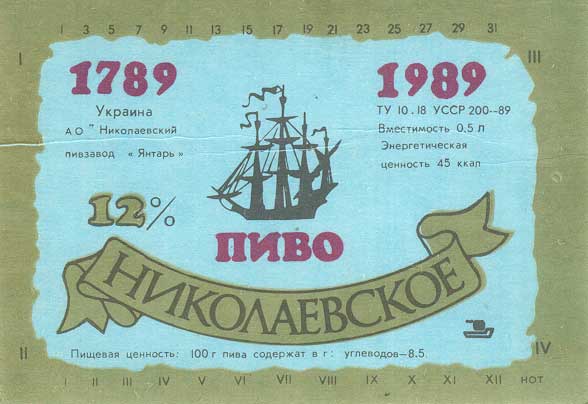 1 3 5 7 9 11 13 15 17 19 21 23 25 27 29 31
I III
1789 1989
Украина
АО " Николаевский
пивзавод « Янтарь »
ТУ 10.18 УССР 200-89
Вместимость 0,5 л
Энергетическая
ценность 45 ккал
12%
ПИВО
НИКОЛАЕВСКОЕ
Пищевая ценность: 100 г пива содержат в г: углеводов-8.5.
II IV
I II III IV V VI VII VIII IX X XI XII НОТ